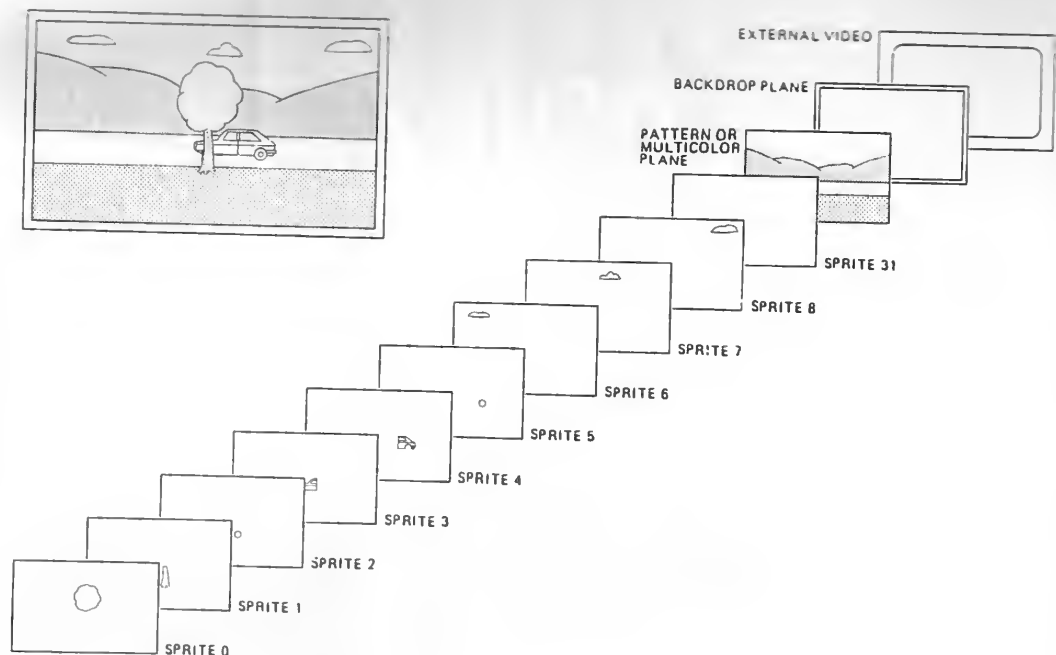 EXTERNAL VIDEO
BACKDROP PLANE
PATTERN OR
MULTICOLOR
PLANE
SPRITE 31
SPRITE 8
SPRITE 7
SPRITE 6
SPRITE 5
SPRITE 4
SPRITE 3
SPRITE 2
SPRITE 1
SPRITE 0